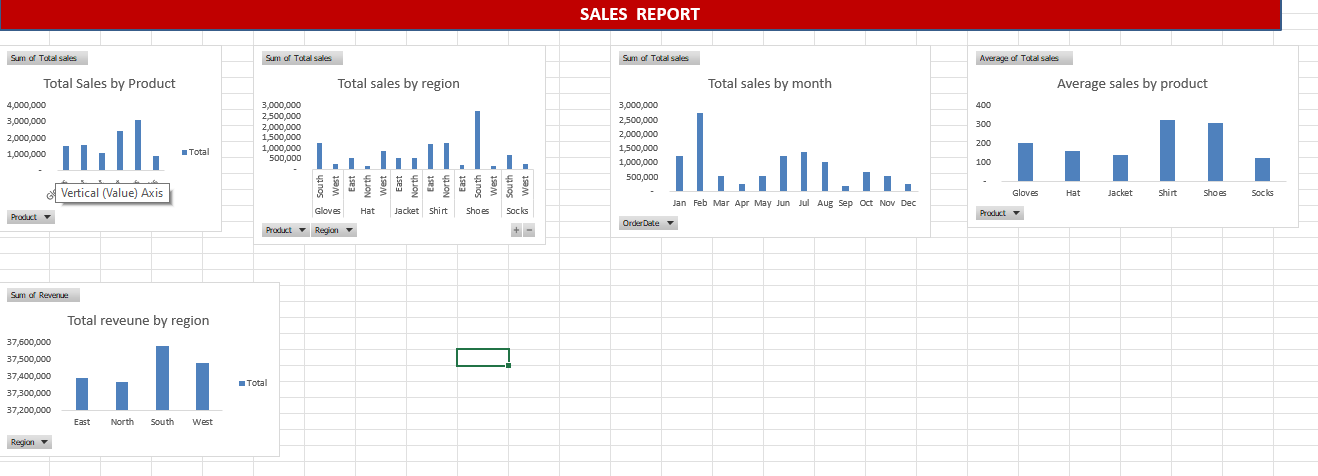 SALES REPORT
Sum of Total sales
Total Sales by Product
4,000,000
3,000,000
2,000,000
1,000,000
-
Total
Vertical (Value) Axis
Product
Sum of Total sales
Total sales by region
3,000,000
2,500,000
2,000,000
1,500,000
1,000,000
500,000
-
South West East North West East North East North East South West South West
Gloves Hat Jacket Shirt Shoes Socks
Product Region + -
Sum of Total sales
Total sales by month
3,000,000
2,500,000
2,000,000
1,500,000
1,000,000
500,000
-
Jan Feb Mar Apr May Jun Jul Aug Sep Oct Nov Dec
OrderDate
Average of Total sales
Average sales by product
400
300
200
100
-
Gloves Hat Jacket Shirt Shoes Socks
Product
Sum of Revenue
Total reveune by region
37,600,000
37,500,000
37,400,000
37,300,000
37,200,000
East North South West
Total
Region